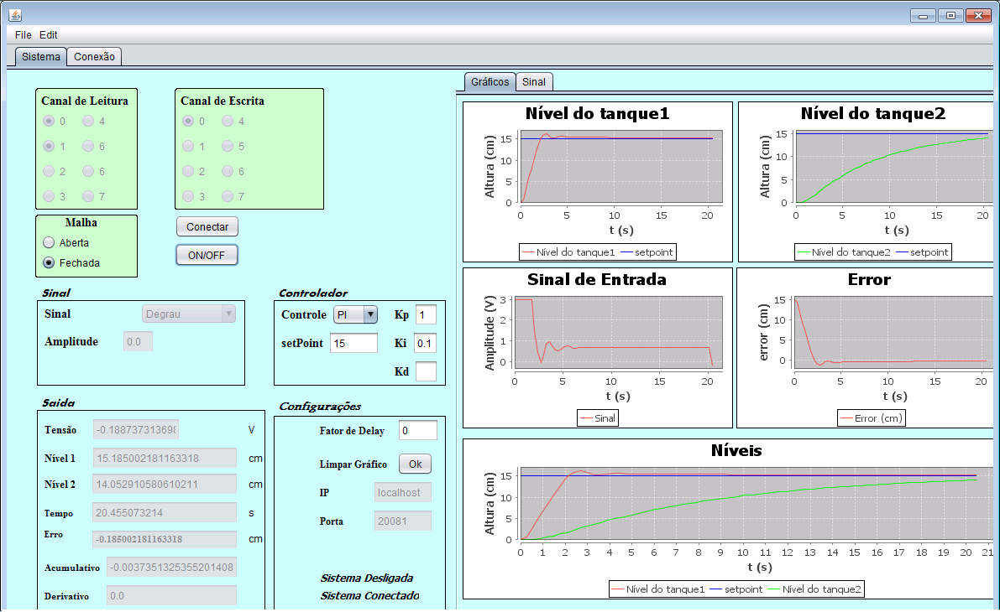 File Edit
Sistema Conexão
Canal de Leitura
0 4
1 6
2 6
3 7
Canal de Escrita
0 4
1 5
2 6
3 7
Malha
Aberta
Fechada
Conectar
ON/OFF
Sinal
Sinal Degrau
Amplitude 0.0
Controlador
Controle PI Kp 1
setPoint 15 Ki 0.1
Kd
Saida
Tensão -0.188737313698 V
Nível 1 15.185002181163318 cm
Nível 2 14.052910580610211 cm
Tempo 20.455073214 s
Erro -0.185002181163318 cm
Acumulativo -0.0037351325355201408
Derivativo 0.0
Configurações
Fator de Delay 0
Limpar Gráfico Ok
IP localhost
Porta 20081
Sistema Desligada
Sistema Conectado
Gráficos Sinal
Nível do tanque1
Altura (cm)
15
10
5
0
0 5 10 15 20
t (s)
Nível do tanque1 setpoint
Nível do tanque2
Altura (cm)
15
10
5
0
0 5 10 15 20
t (s)
Nível do tanque2 setpoint
Sinal de Entrada
Amplitude (V)
3
2
1
0
0 5 10 15 20
t (s)
Sinal
Error
error (cm)
15
10
5
0
0 5 10 15 20
t (s)
Error (cm)
Níveis
Altura (cm)
15
10
5
0
0 1 2 3 4 5 6 7 8 9 10 11 12 13 14 15 16 17 18 19 20 21
t (s)
Nível do tanque1 setpoint Nível do tanque2